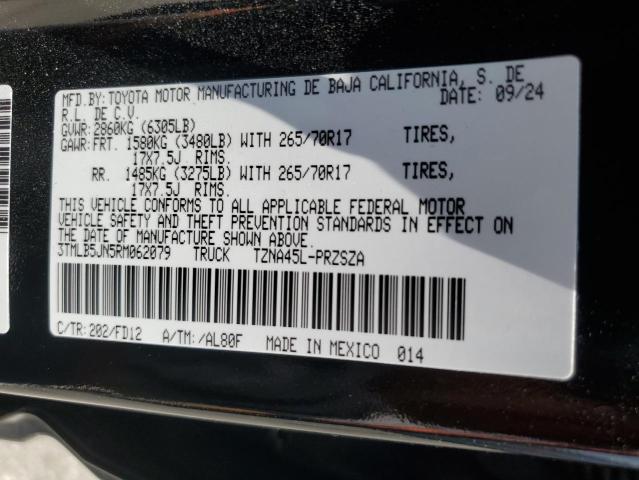 MFD.BY: TOYOTA MOTOR MANUFACTURING DE BAJA CALIFORNIA, S. DE
R.L. DE C.V. DATE: 09/24
GVWR: 2860KG (6305LB)
GAWR: FRT. 1580KG (3480LB) WITH 265/70R17 TIRES,
17X7.5J RIMS.
RR. 1485KG (3275LB) WITH 265/70R17 TIRES,
17X7.5J RIMS.
THIS VEHICLE CONFORMS TO ALL APPLICABLE FEDERAL MOTOR
VEHICLE SAFETY AND THEFT PREVENTION STANDARDS IN EFFECT ON
THE DATE OF MANUFACTURE SHOWN ABOVE.
3TMLB5JN5RM062079 TRUCK TZNA45L-PRZSZA
C/TR: 202/FD12 A/TM: /AL80F MADE IN MEXICO 014